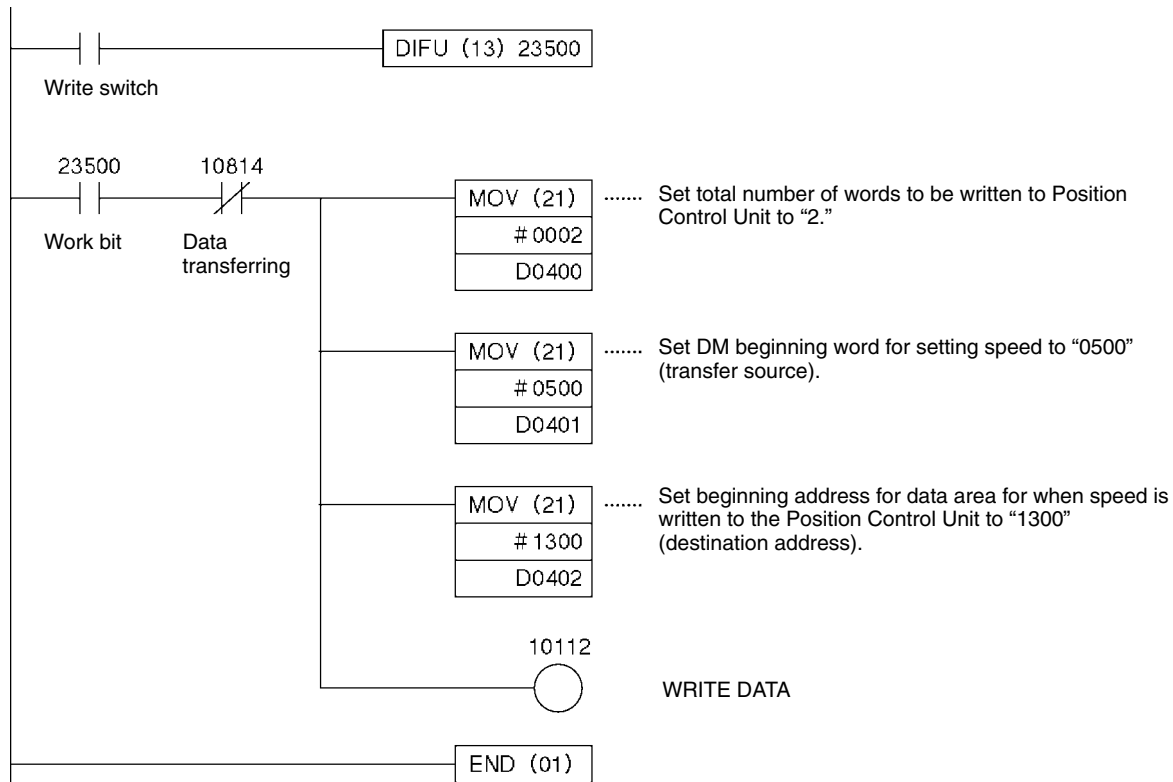 DIFU (13) 23500
Write switch
23500 10814
MOV (21) ....... Set total number of words to be written to Position
Control Unit to “2.”
#0002
Work bit Data
transferring
D0400
MOV (21) ....... Set DM beginning word for setting speed to “0500”
(transfer source).
#0500
D0401
MOV (21) ....... Set beginning address for data area for when speed is
written to the Position Control Unit to “1300”
(destination address).
#1300
D0402
10112
WRITE DATA
END (01)